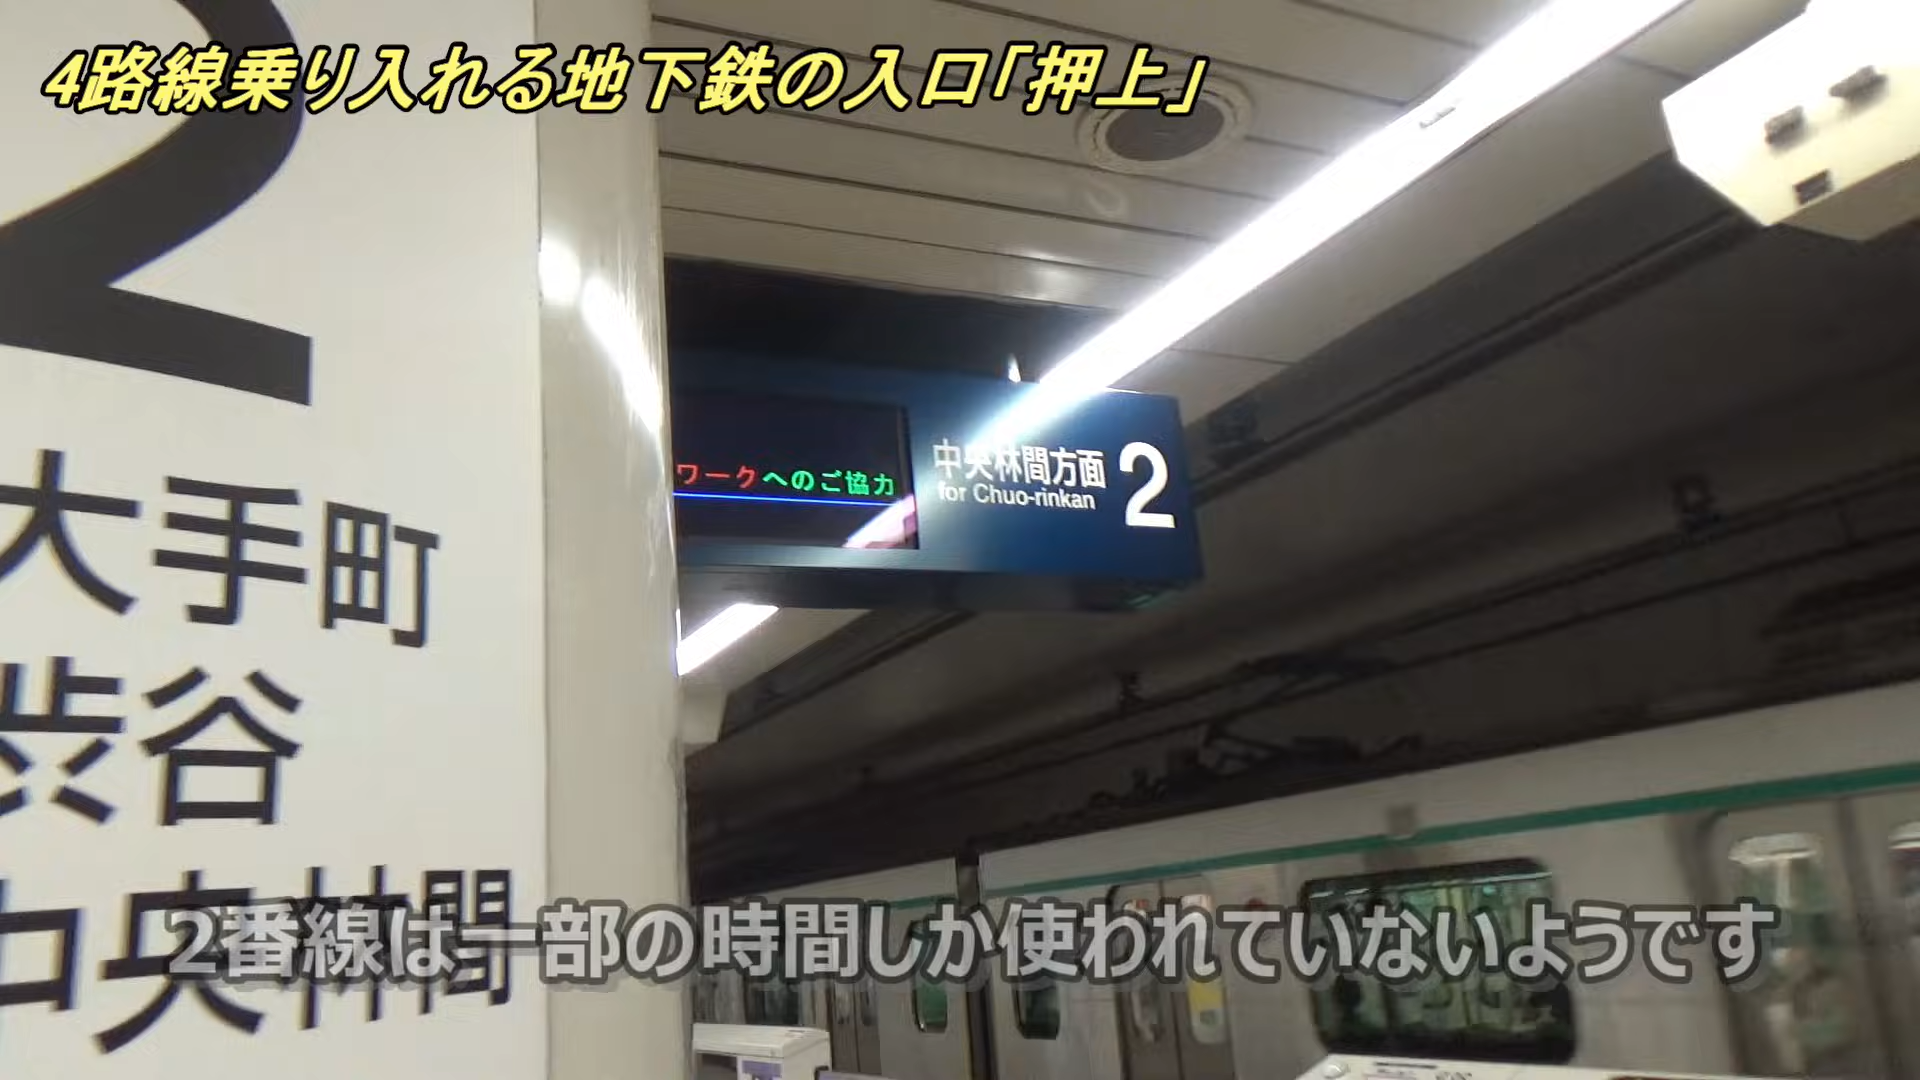 4路線乗り入れる地下鉄の入口「押上」
2
大手町
渋谷
中央林間
ワークへのご協力
中央林間方面 2
for Chuo-rinkan
2番線は一部の時間しか使われていないようです